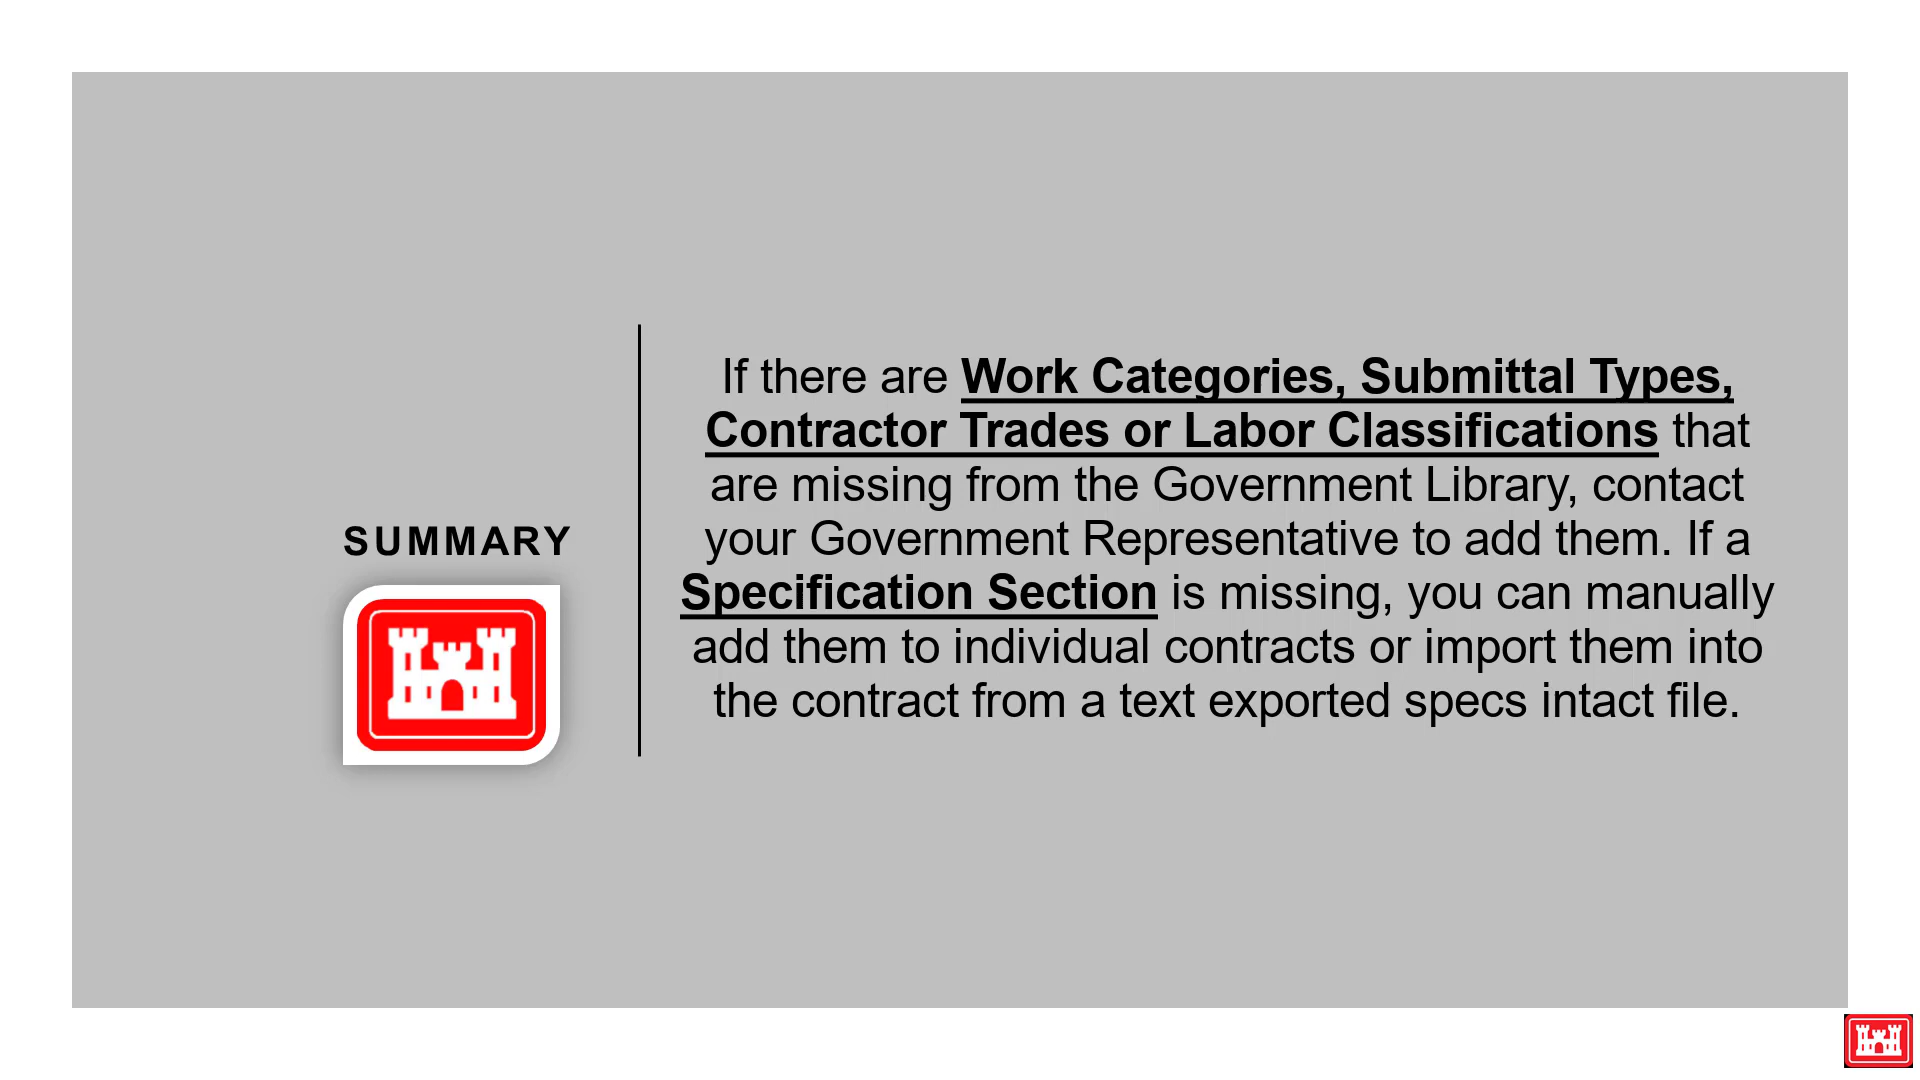 SUMMARY
If there are Work Categories, Submittal Types,
Contractor Trades or Labor Classifications that
are missing from the Government Library, contact
your Government Representative to add them. If a
Specification Section is missing, you can manually
add them to individual contracts or import them into
the contract from a text exported specs intact file.